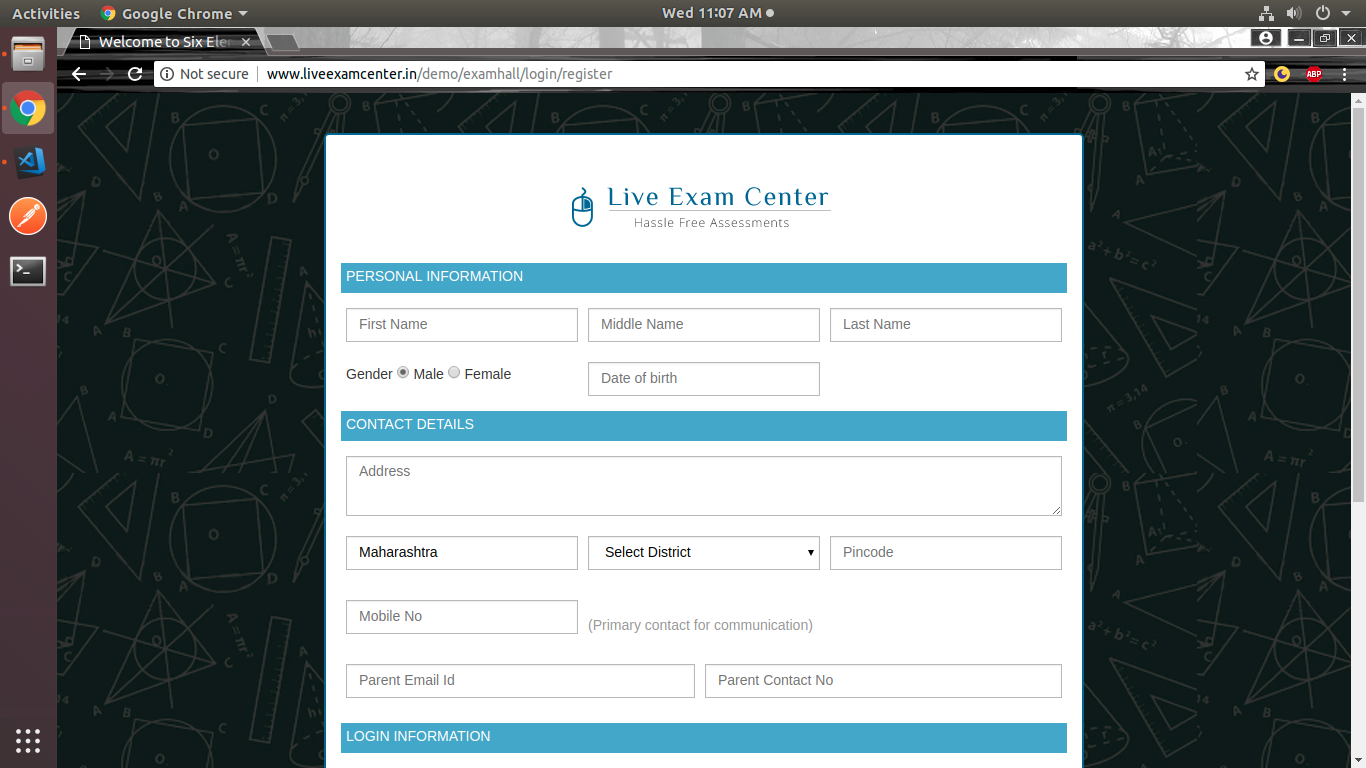 Activities Google Chrome Wed 11:07 AM
Welcome to Six Ele
Not secure www.liveexamcenter.in/demo/examhall/login/register ABP
Live Exam Center
Hassle Free Assessments
PERSONAL INFORMATION
First Name Middle Name Last Name
Gender Male Female Date of birth
CONTACT DETAILS
Address
Maharashtra Select District Pincode
Mobile No (Primary contact for communication)
Parent Email Id Parent Contact No
LOGIN INFORMATION